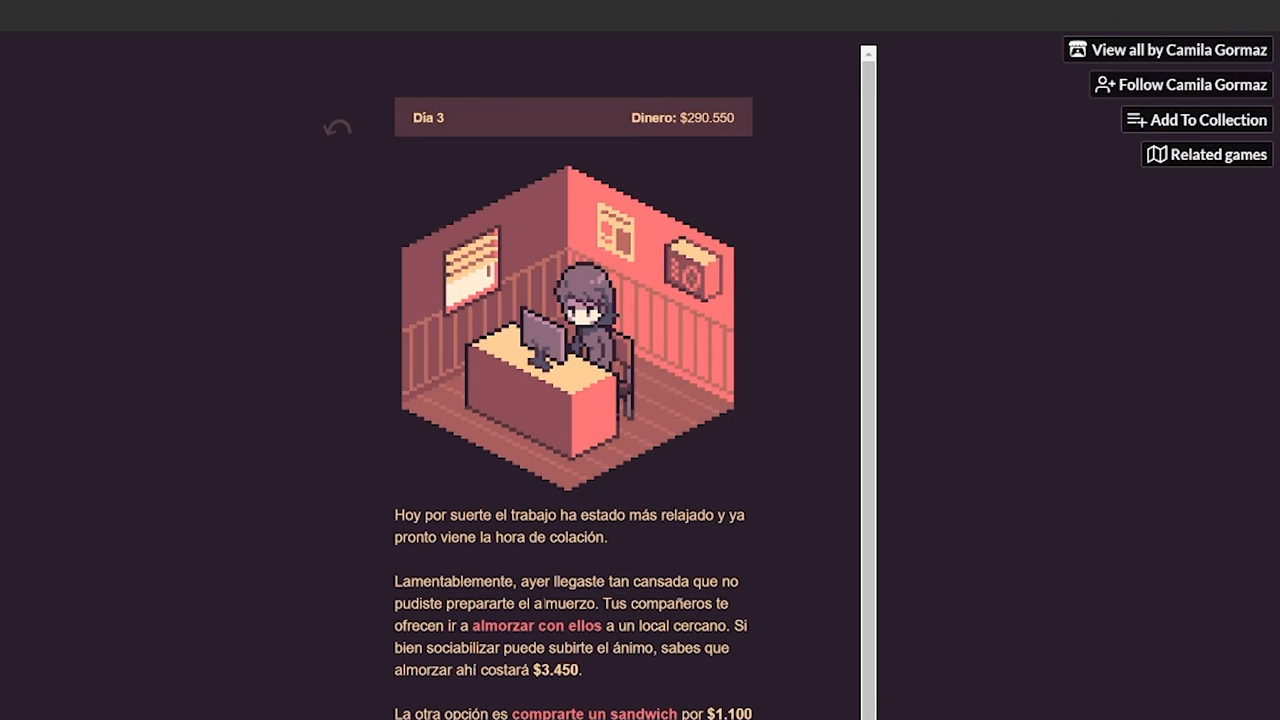 View all by Camila Gormaz
Follow Camila Gormaz
Add To Collection
Related games
Día 3 Dinero: $290.550
Hoy por suerte el trabajo ha estado más relajado y ya
pronto viene la hora de colación.
Lamentablemente, ayer llegaste tan cansada que no
pudiste prepararte el almuerzo. Tus compañeros te
ofrecen ir a almorzar con ellos a un local cercano. Si
bien sociabilizar puede subirte el ánimo, sabes que
almorzar ahí costará $3.450.
La otra opción es comprarte un sandwich por $1.100